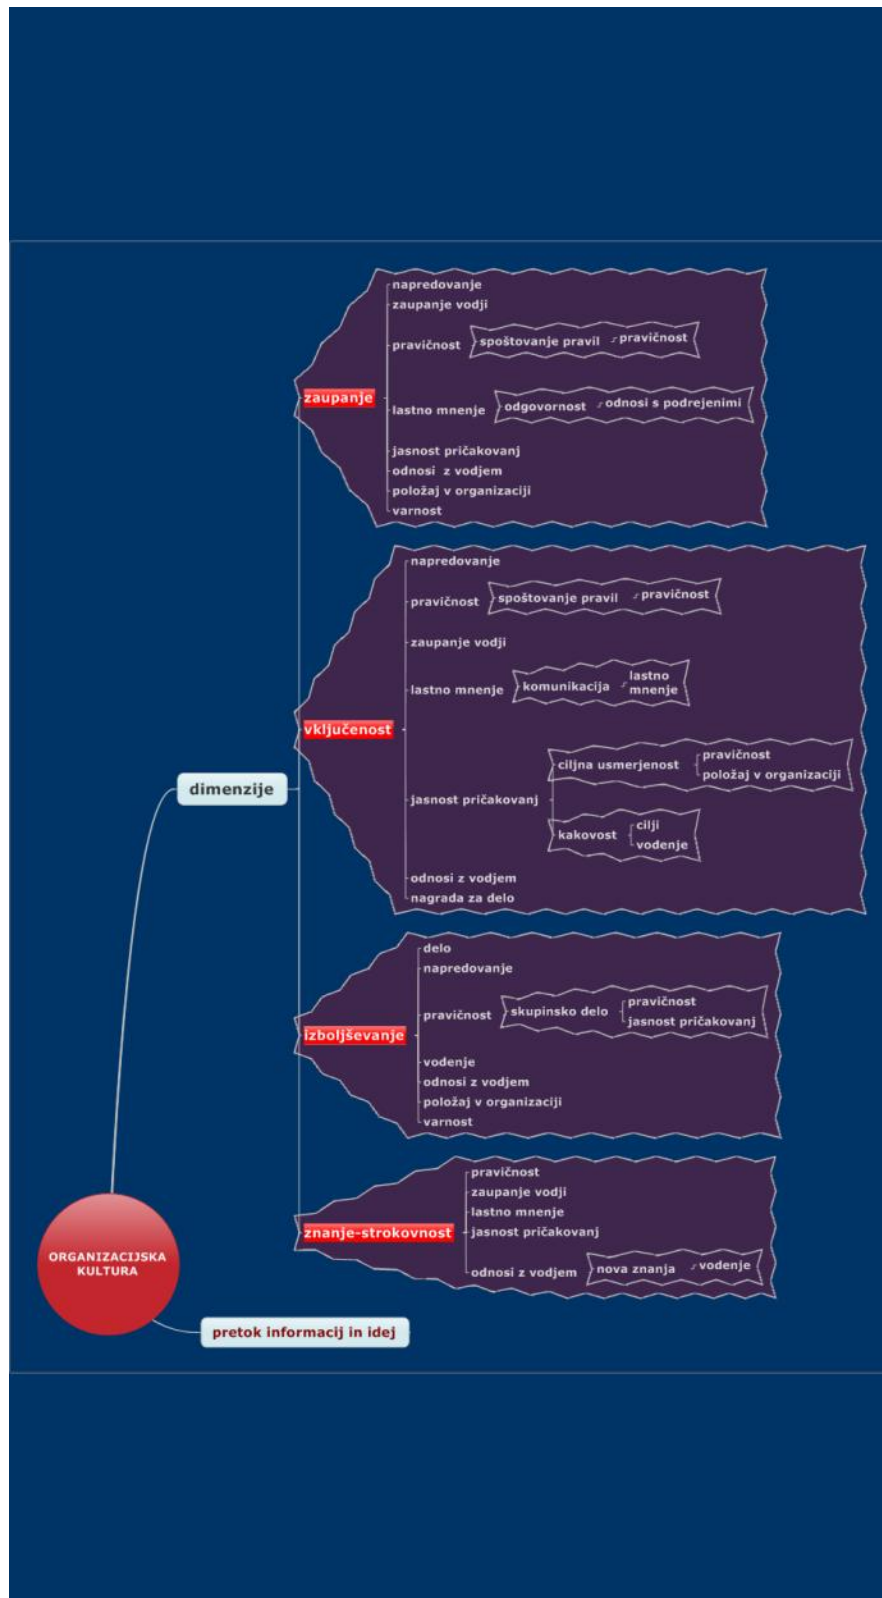 napredovanje
zaupanje vodji
pravičnost
spoštovanje pravil
pravičnost
zaupanje
lastno mnenje
odgovornost
odnosi s podrejenimi
jasnost pričakovanj
odnosi z vodjem
položaj v organizaciji
varnost
napredovanje
pravičnost
spoštovanje pravil
pravičnost
zaupanje vodji
lastno mnenje
komunikacija
lastno
mnenje
vključenost
jasnost pričakovanj
ciljna usmerjenost
pravičnost
položaj v organizaciji
kakovost
cilji
vodenje
odnosi z vodjem
nagrada za delo
dimenzije
delo
napredovanje
pravičnost
skupinsko delo
pravičnost
jasnost pričakovanj
izboljševanje
vodenje
odnosi z vodjem
položaj v organizaciji
varnost
pravičnost
zaupanje vodji
lastno mnenje
jasnost pričakovanj
znanje-strokovnost
odnosi z vodjem
nova znanja
vodenje
ORGANIZACIJSKA
KULTURA
pretok informacij in idej